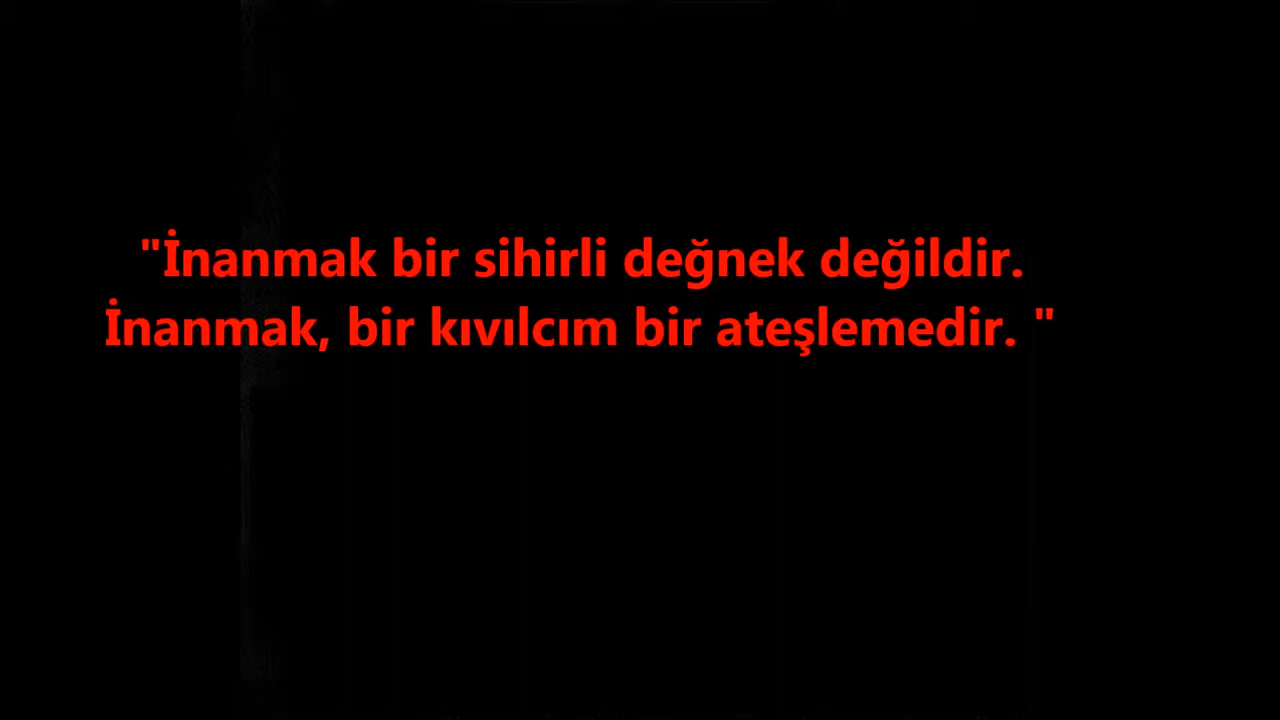 "İnanmak bir sihirli değnek değildir.
İnanmak, bir kıvılcım bir ateşlemedir. "